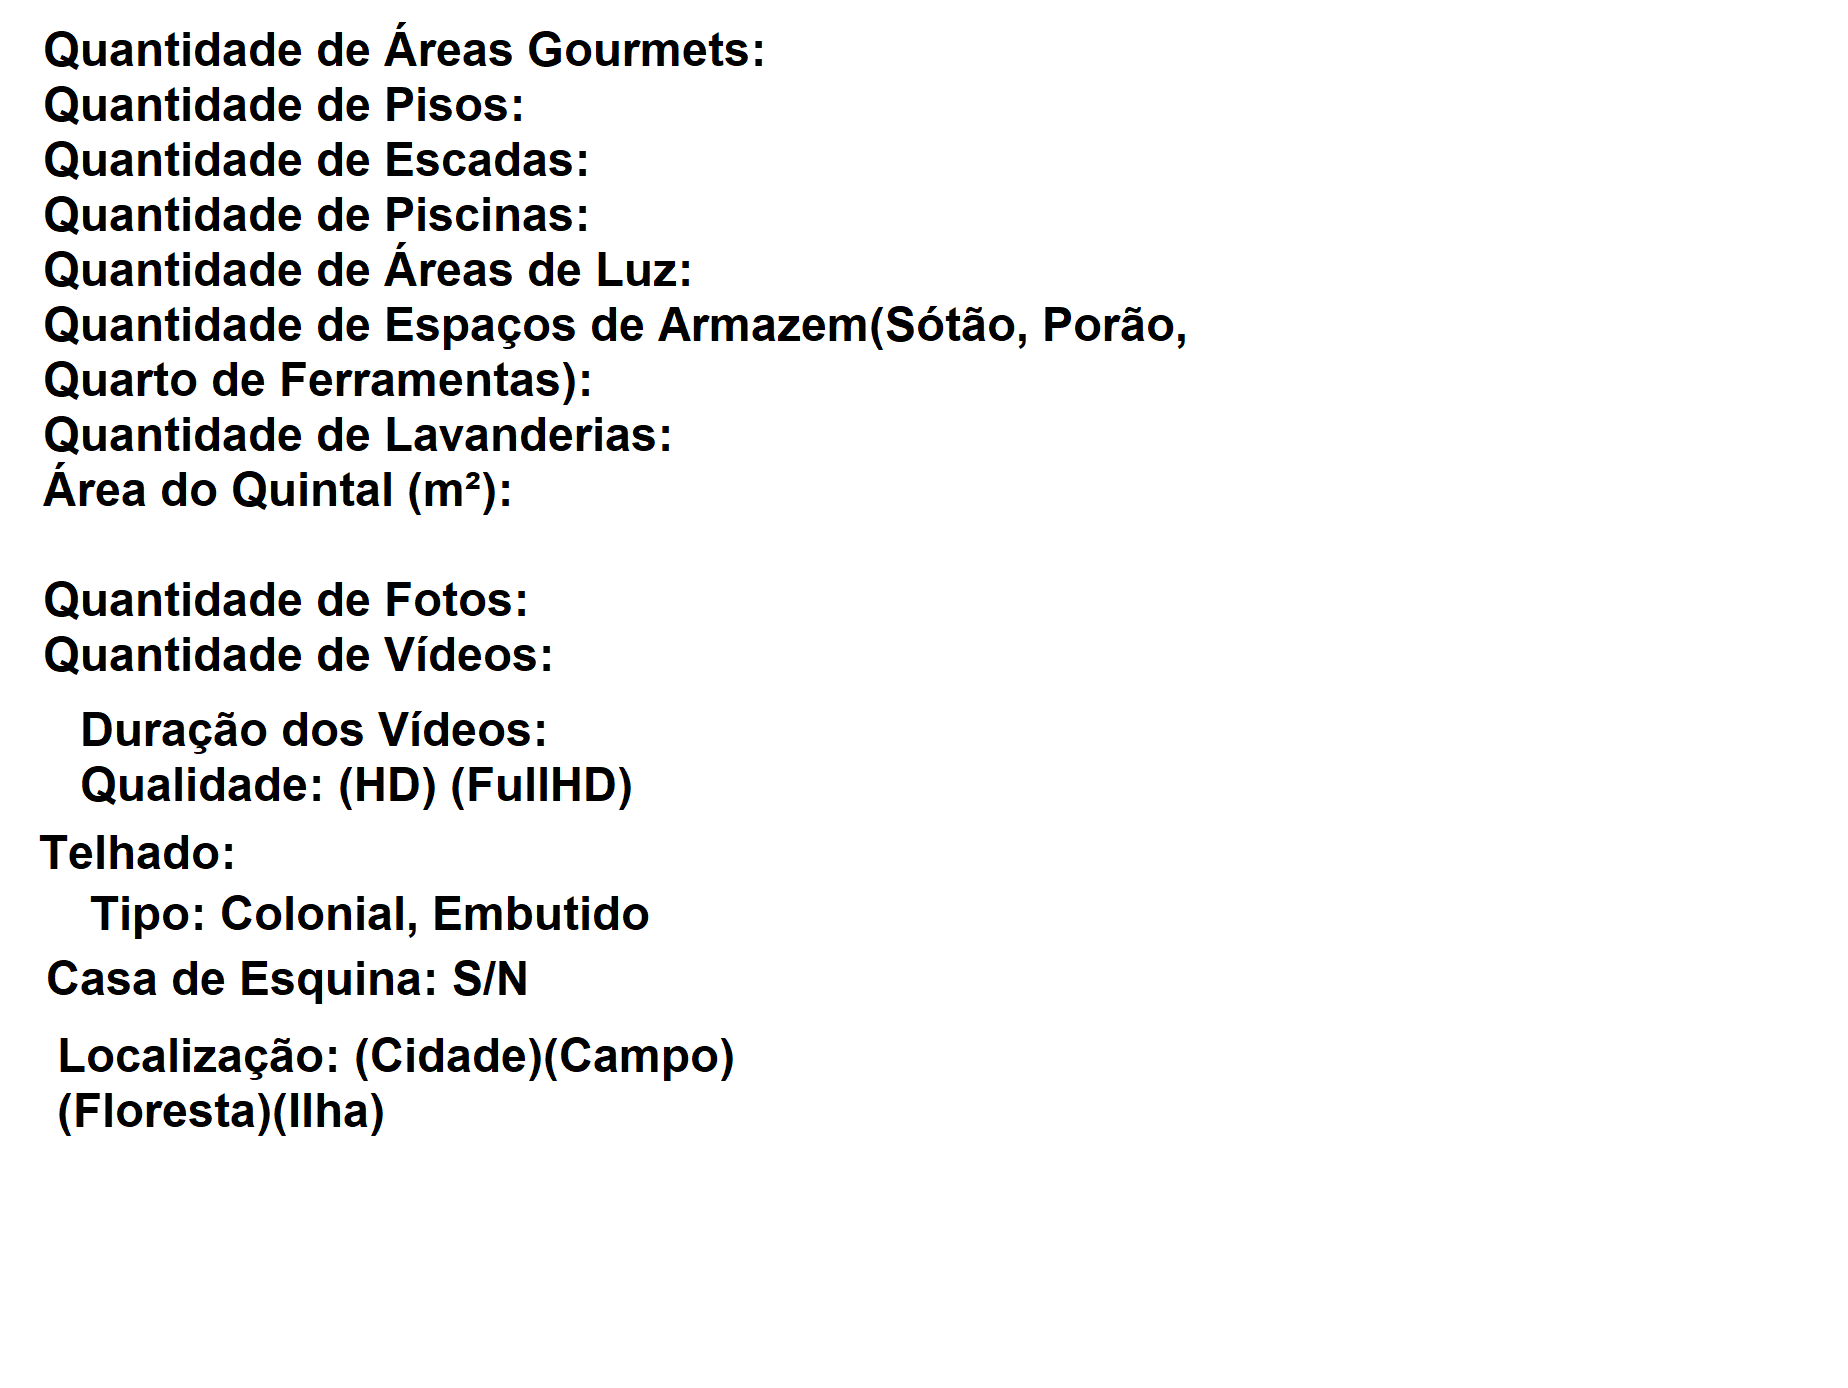 Quantidade de Áreas Gourmets:
Quantidade de Pisos:
Quantidade de Escadas:
Quantidade de Piscinas:
Quantidade de Áreas de Luz:
Quantidade de Espaços de Armazem(Sótão, Porão,
Quarto de Ferramentas):
Quantidade de Lavanderias:
Área do Quintal (m²):
Quantidade de Fotos:
Quantidade de Vídeos:
Duração dos Vídeos:
Qualidade: (HD) (FullHD)
Telhado:
Tipo: Colonial, Embutido
Casa de Esquina: S/N
Localização: (Cidade)(Campo)
(Floresta)(Ilha)